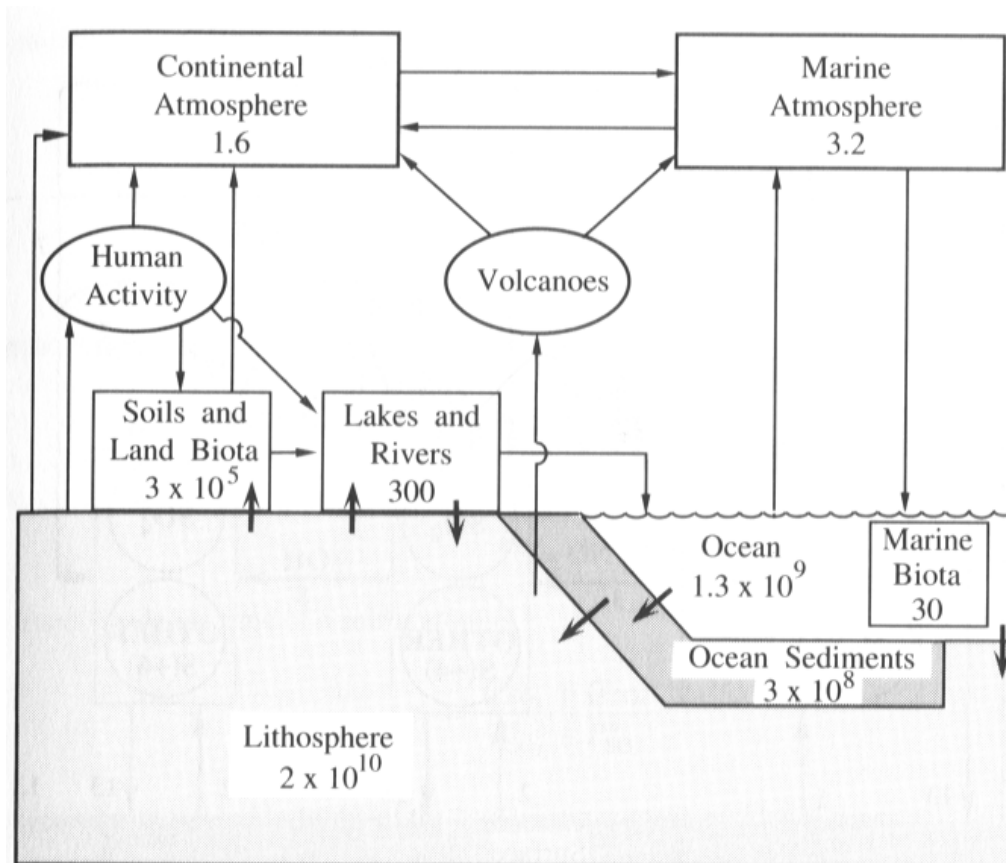 Continental
Atmosphere
1.6
Marine
Atmosphere
3.2
Human
Activity
Volcanoes
Soils and
Land Biota
3 x 10^5
Lakes and
Rivers
300
Ocean
1.3 x 10^9
Marine
Biota
30
Ocean Sediments
3 x 10^8
Lithosphere
2 x 10^10